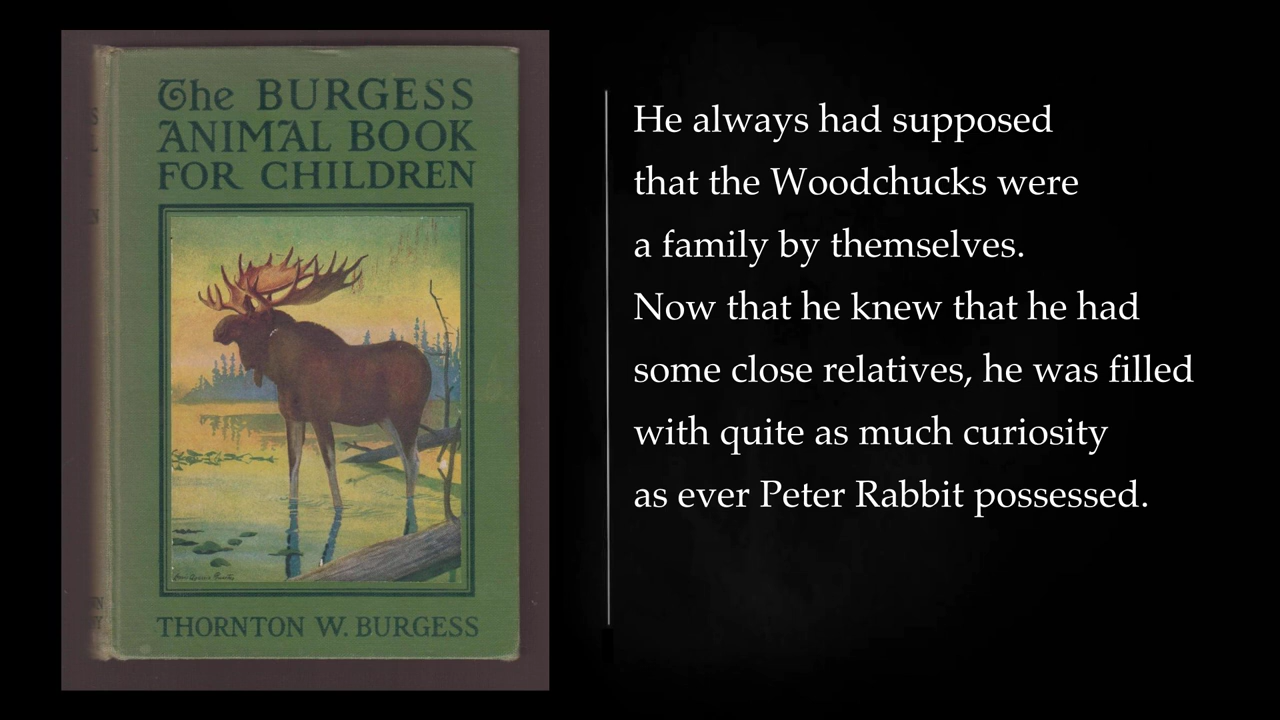 The BURGESS
ANIMAL BOOK
FOR CHILDREN
THORNTON W. BURGESS
He always had supposed
that the Woodchucks were
a family by themselves.
Now that he knew that he had
some close relatives, he was filled
with quite as much curiosity
as ever Peter Rabbit possessed.